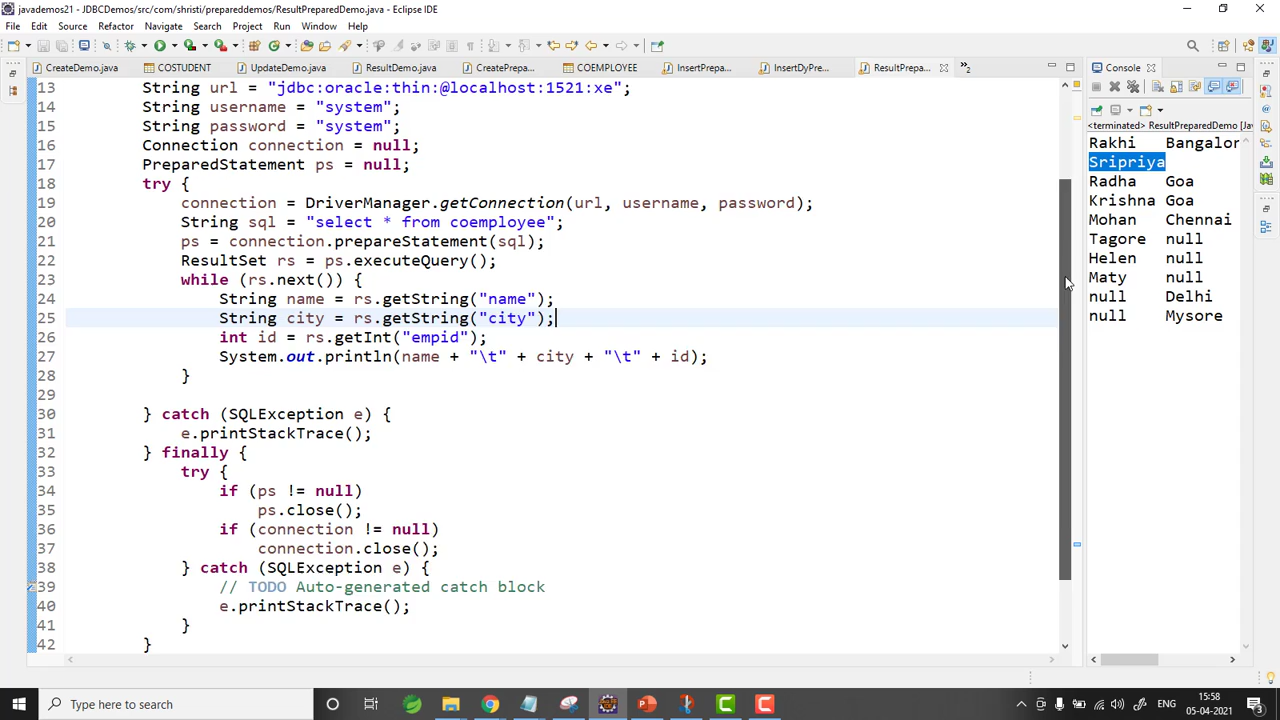 javademos21 - JDBCDemos/src/com/shristi/prepareddemos/ResultPreparedDemo.java - Eclipse IDE
File Edit Source Refactor Navigate Search Project Run Window Help
CreateDemo.java COSTUDENT UpdateDemo.java ResultDemo.java CreatePrepa... COEMPLOYEE InsertPrepa... InsertDyPre... ResultPrepa... »2
13 String url = "jdbc:oracle:thin:@localhost:1521:xe";
14 String username = "system";
15 String password = "system";
16 Connection connection = null;
17 PreparedStatement ps = null;
18 try {
19 connection = DriverManager.getConnection(url, username, password);
20 String sql = "select * from coemployee";
21 ps = connection.prepareStatement(sql);
22 ResultSet rs = ps.executeQuery();
23 while (rs.next()) {
24 String name = rs.getString("name");
25 String city = rs.getString("city");
26 int id = rs.getInt("empid");
27 System.out.println(name + "\t" + city + "\t" + id);
28 }
29
30 } catch (SQLException e) {
31 e.printStackTrace();
32 } finally {
33 try {
34 if (ps != null)
35 ps.close();
36 if (connection != null)
37 connection.close();
38 } catch (SQLException e) {
39 // TODO Auto-generated catch block
40 e.printStackTrace();
41 }
42 }
Console
<terminated> ResultPreparedDemo [Jav
Rakhi Bangalor
Sripriya
Radha Goa
Krishna Goa
Mohan Chennai
Tagore null
Helen null
Maty null
null Delhi
null Mysore
Type here to search
ENG
15:58
05-04-2021
3